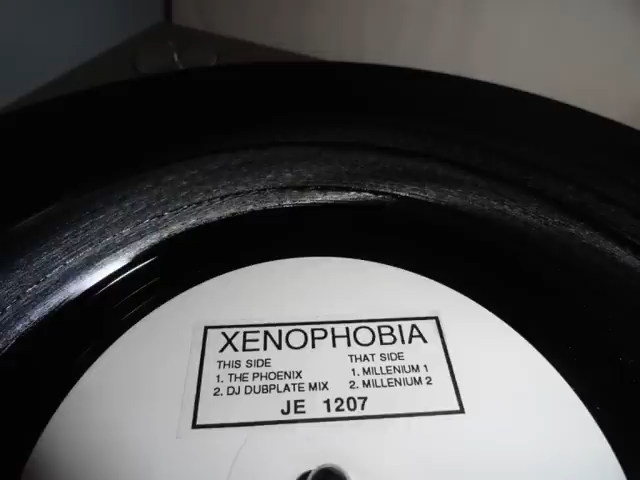 XENOPHOBIA
THIS SIDE
1. THE PHOENIX
2. DJ DUBPLATE MIX
THAT SIDE
1. MILLENIUM 1
2. MILLENIUM 2
JE 1207